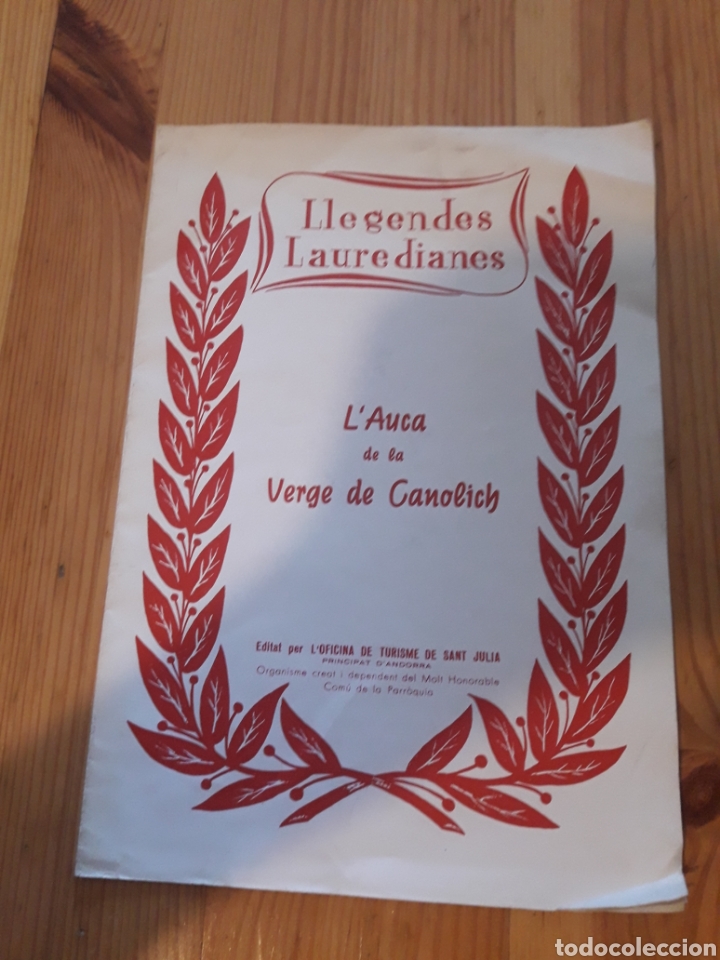 Llegendes
Lauredianes
L'Auca
de la
Verge de Canolich
Editat per L'OFICINA DE TURISME DE SANT JULIA
PRINCIPAT D'ANDORRA
Organisme creat i dependent del Molt Honorable
Comú de la Parròquia
todocoleccion